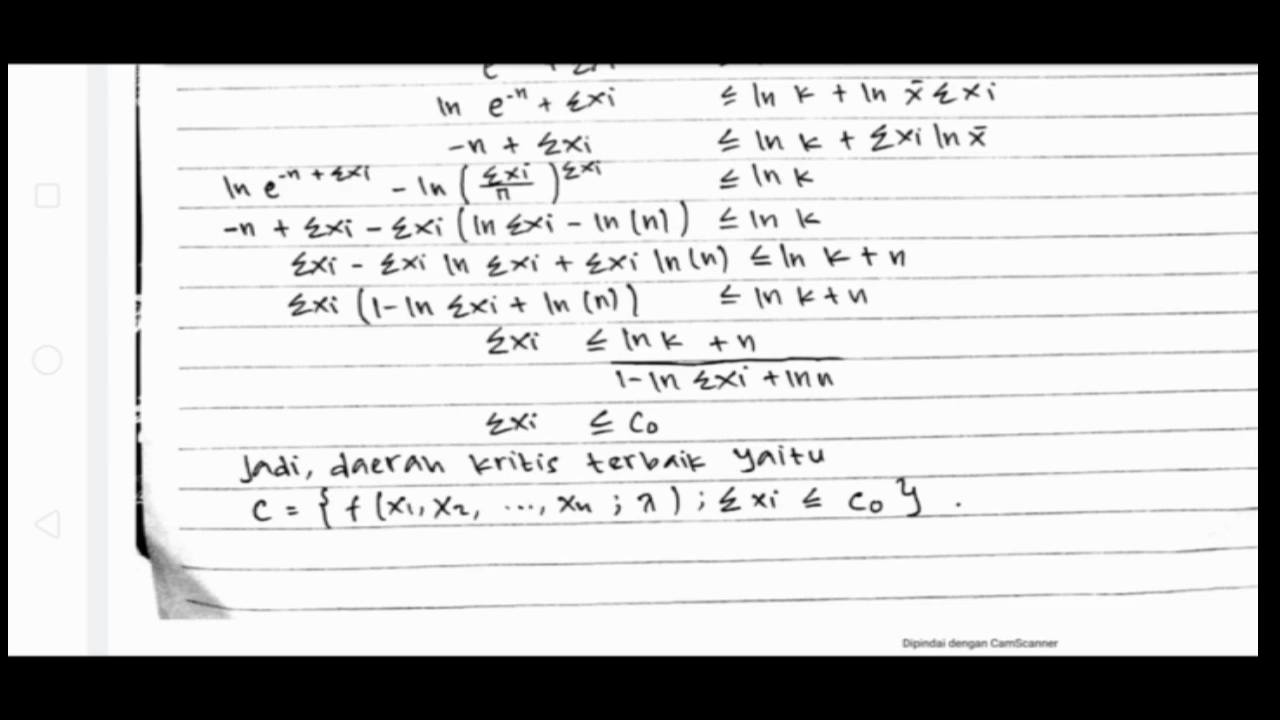 ln e⁻ⁿ + Σxi ≤ ln k + ln x̄ Σxi
-n + Σxi ≤ ln k + Σxi ln x̄
ln e^(-n + Σxi) - ln (Σxi / n)^(Σxi) ≤ ln k
-n + Σxi - Σxi (ln Σxi - ln (n)) ≤ ln k
Σxi - Σxi ln Σxi + Σxi ln (n) ≤ ln k + n
Σxi (1 - ln Σxi + ln (n)) ≤ ln k + n
Σxi ≤ ln k + n
1 - ln Σxi + ln n
Σxi ≤ C₀
Jadi, daerah kritis terbaik yaitu
C = { f (x₁, x₂, ..., xₙ ; λ) ; Σ xi ≤ C₀ } .
Dipindai dengan CamScanner